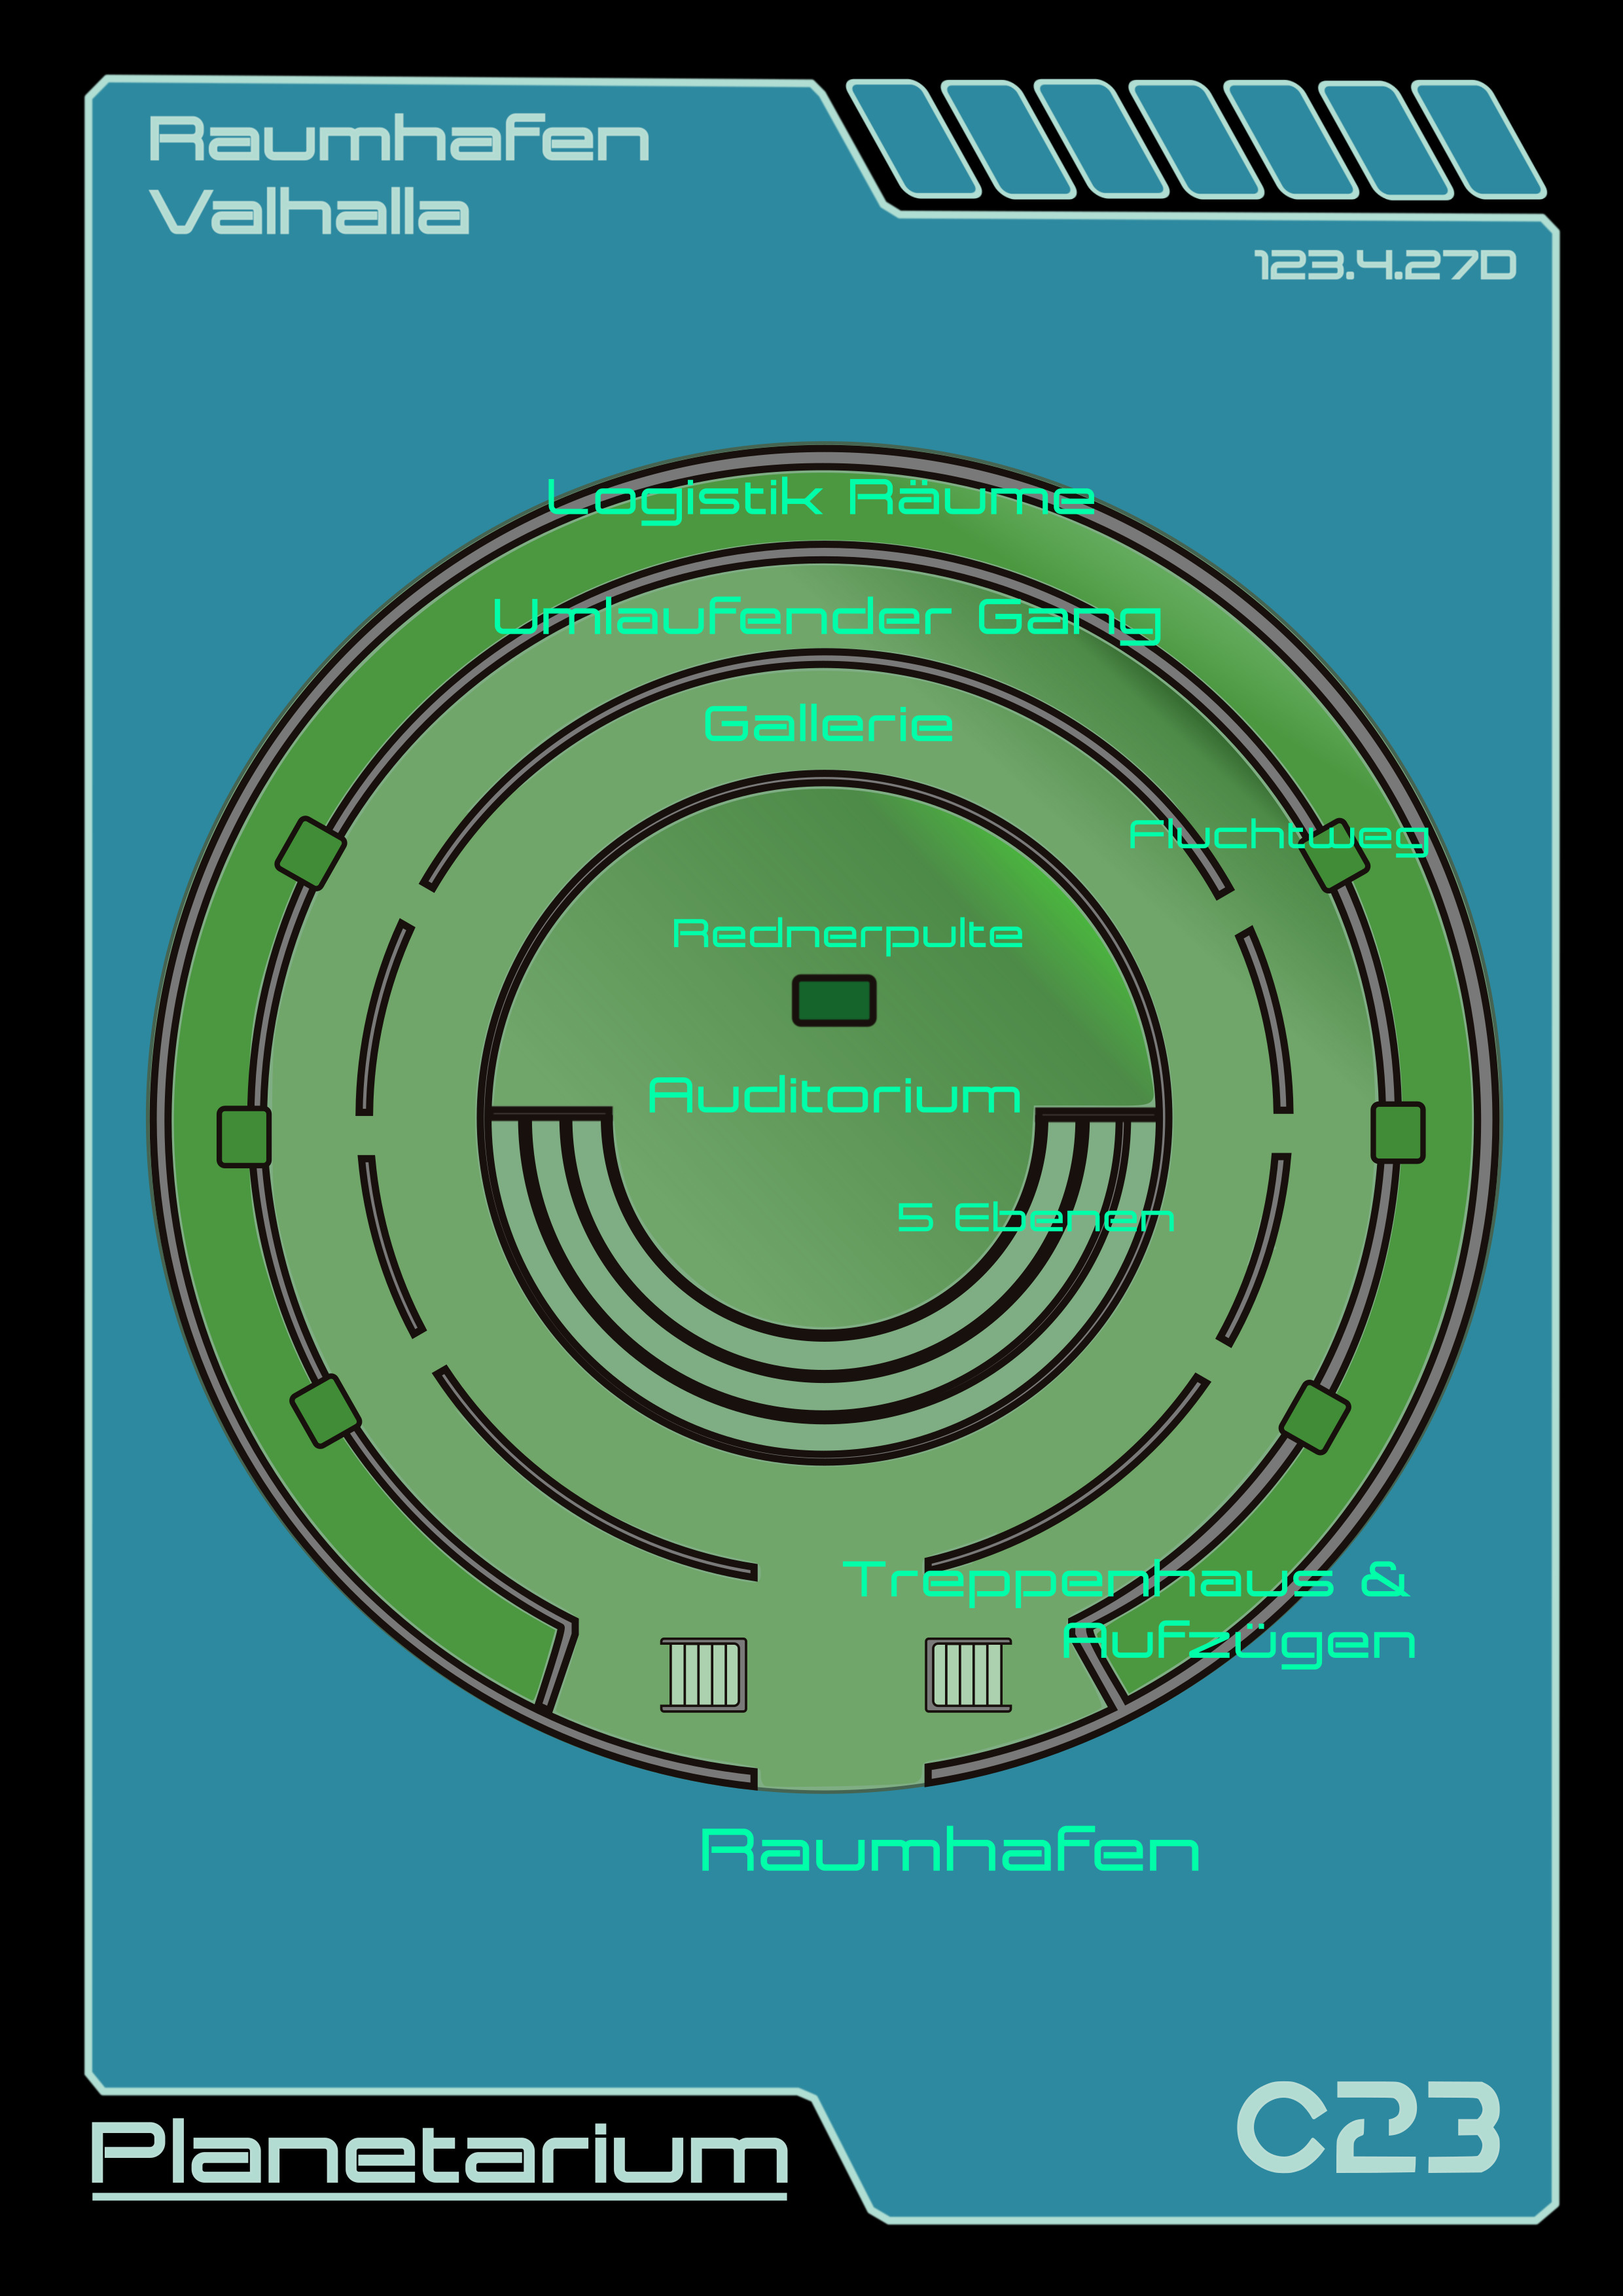 Raumhafen
Valhalla
123.4.27D
Logistik Räume
Umlaufender Gang
Gallerie
Fluchtweg
Rednerpulte
Auditorium
5 Ebenen
Treppenhaus &
Aufzügen
Raumhafen
C23
Planetarium